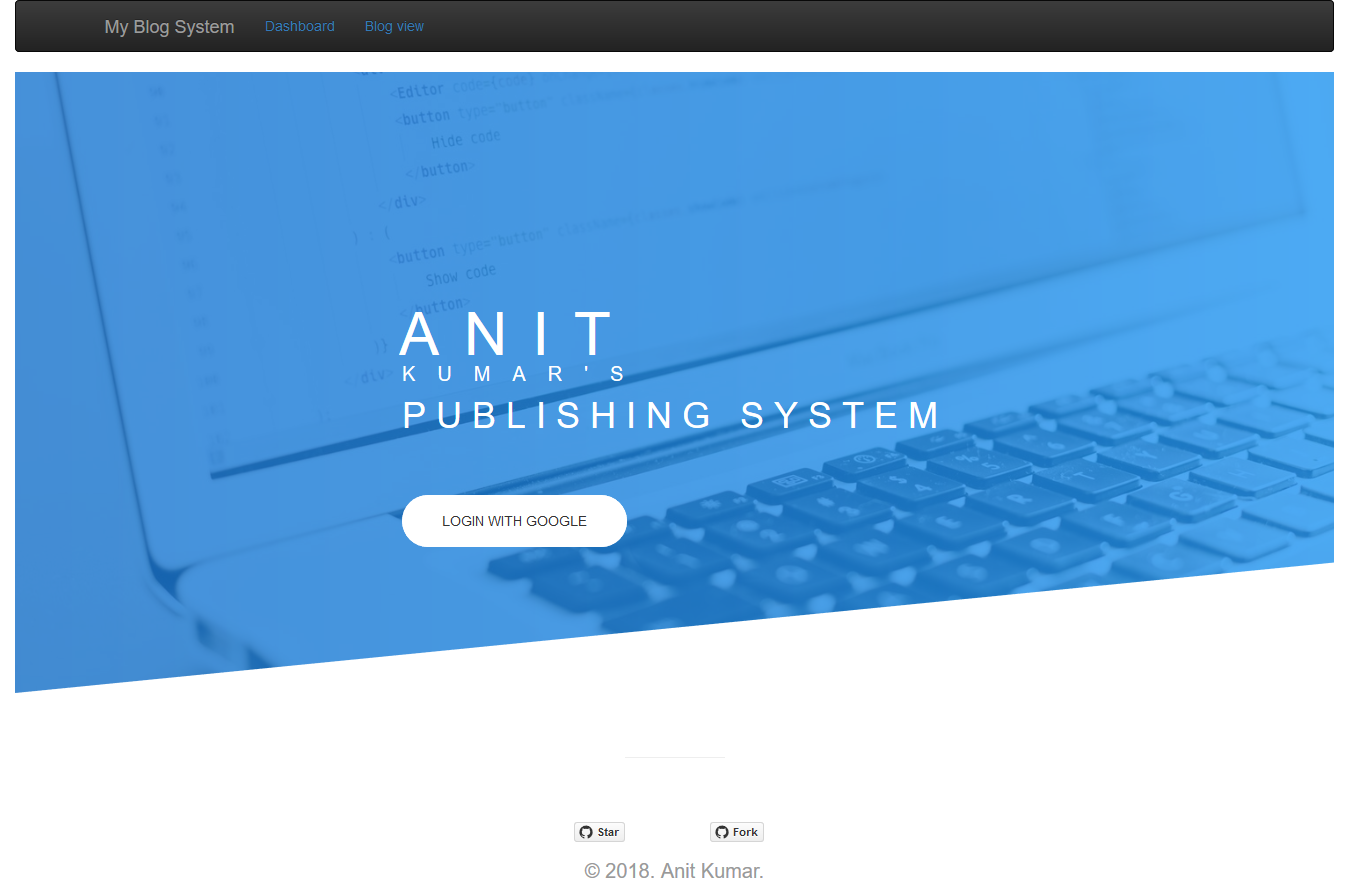 My Blog System Dashboard Blog view
<Editor code={code}
<button type="button"
Hide code
</button>
</div>
) : (
<button type="button"
Show code
</button>
)}
</div>
ANIT
KUMAR'S
PUBLISHING SYSTEM
LOGIN WITH GOOGLE
Star Fork
© 2018. Anit Kumar.